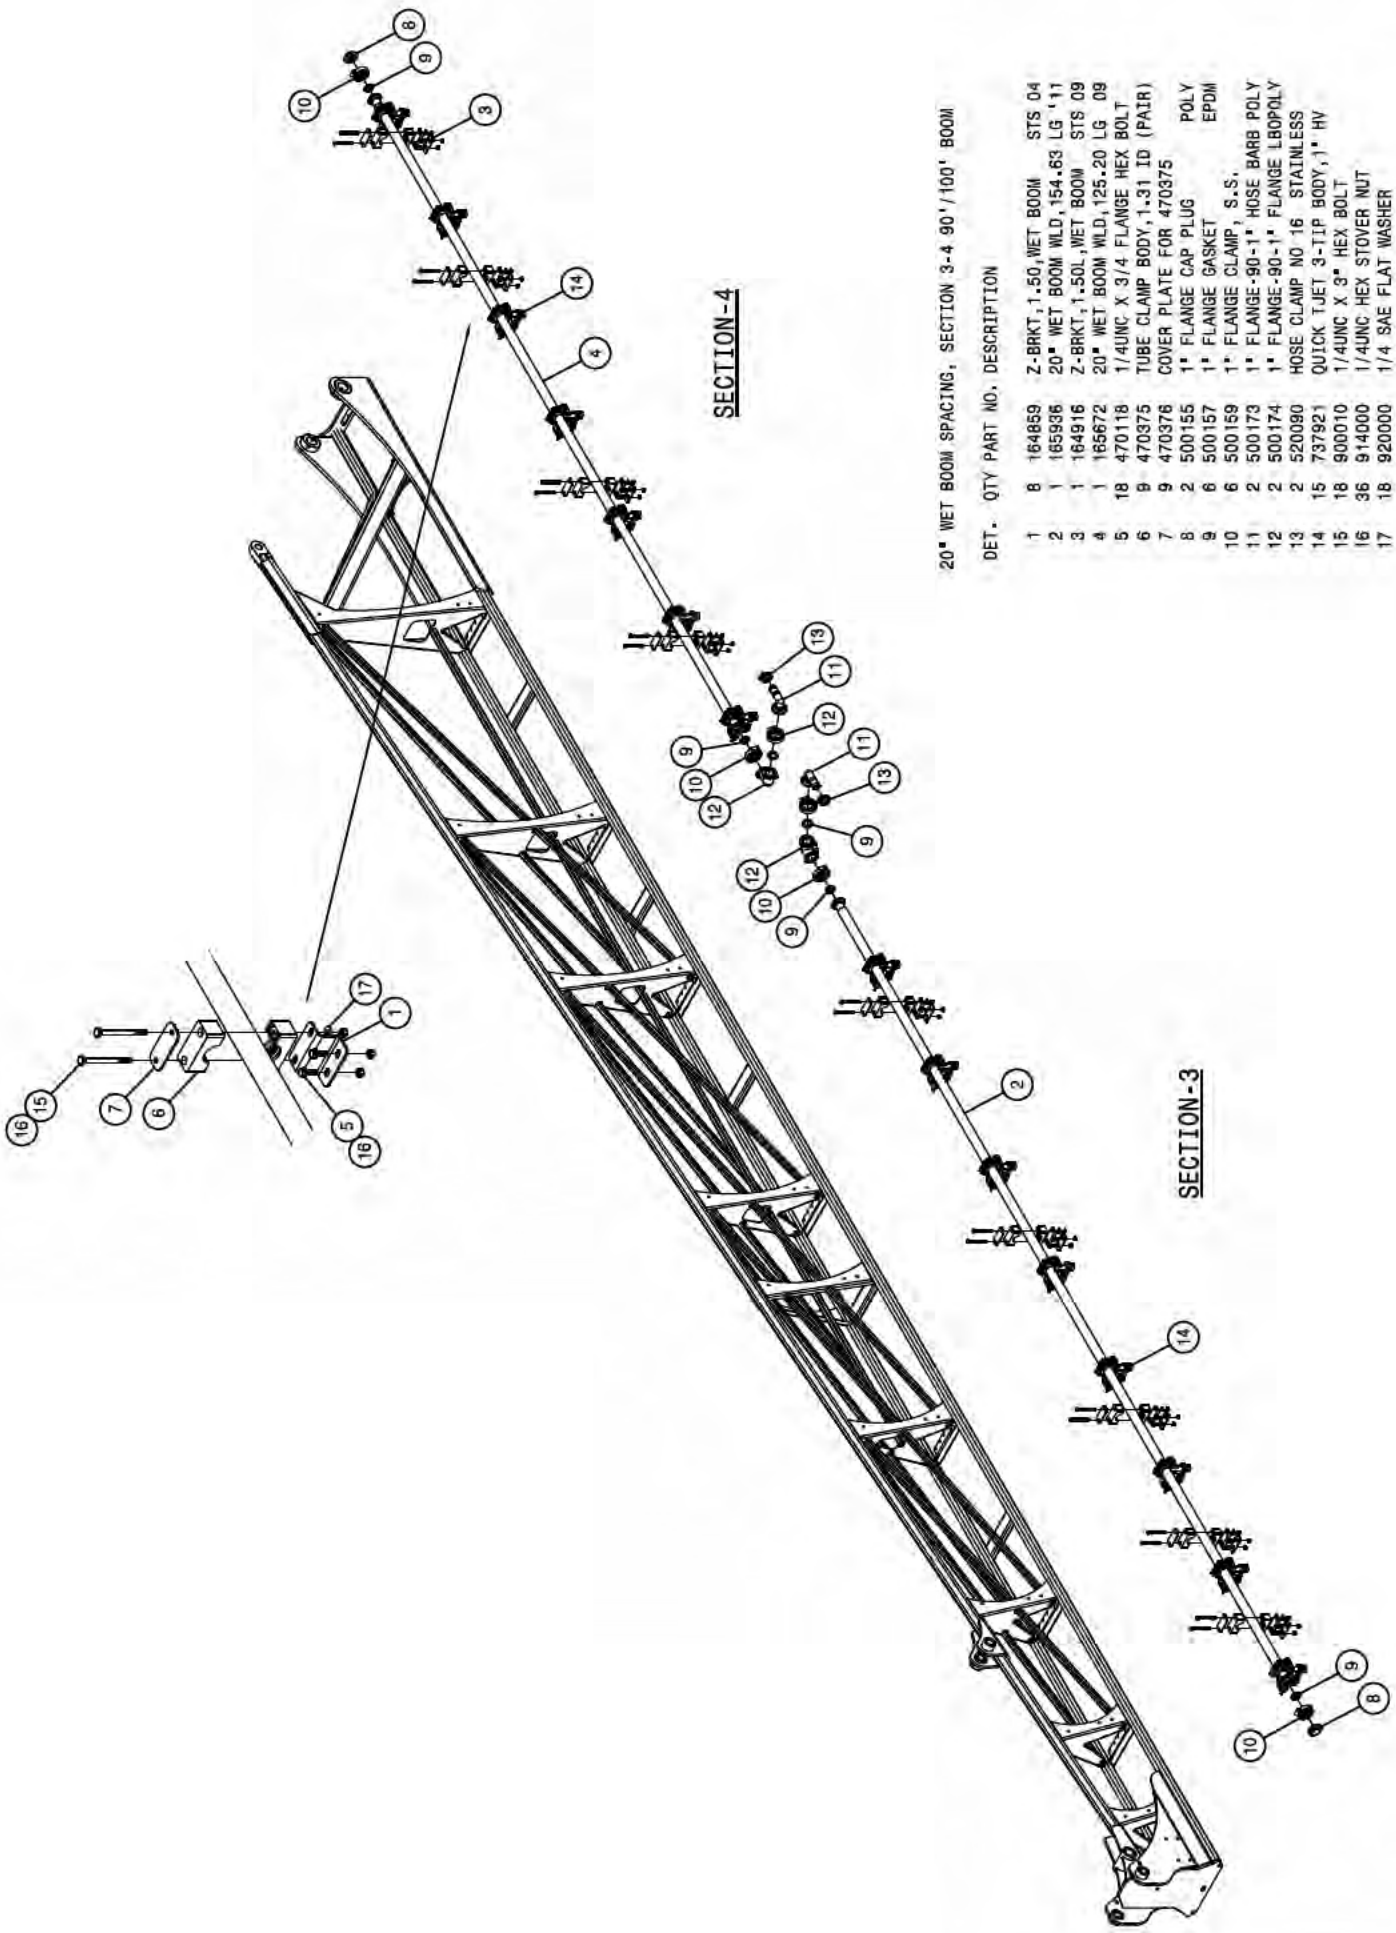 8
9
10
3
14
4
SECTION-4
13
11
12
9
10
12
11
13
9
12
10
9
16
15
7
6
5
16
17
1
2
SECTION-3
14
9
8
10
20" WET BOOM SPACING, SECTION 3-4 90'/100' BOOM
DET. QTY PART NO. DESCRIPTION
1 8 164659 Z-BRKT,1.50,WET BOOM STS 04
2 1 165936 20" WET BOOM WLD,154.63 LG '11
3 1 164916 Z-BRKT,1.50L,WET BOOM STS 09
4 1 165672 20" WET BOOM WLD,125.20 LG 09
5 18 470118 1/4UNC X 3/4 FLANGE HEX BOLT
6 9 470375 TUBE CLAMP BODY,1.31 ID (PAIR)
7 9 470376 COVER PLATE FOR 470375
8 2 500155 1" FLANGE CAP PLUG POLY
9 6 500157 1" FLANGE GASKET EPDM
10 6 500159 1" FLANGE CLAMP, S.S.
11 2 500173 1" FLANGE-90-1" HOSE BARB POLY
12 2 500174 1" FLANGE-90-1" FLANGE LBOPOLY
13 2 520090 HOSE CLAMP NO 16 STAINLESS
14 15 737921 QUICK TJET 3-TIP BODY,1" HV
15 18 900010 1/4UNC X 3" HEX BOLT
16 36 914000 1/4UNC HEX STOVER NUT
17 18 920000 1/4 SAE FLAT WASHER